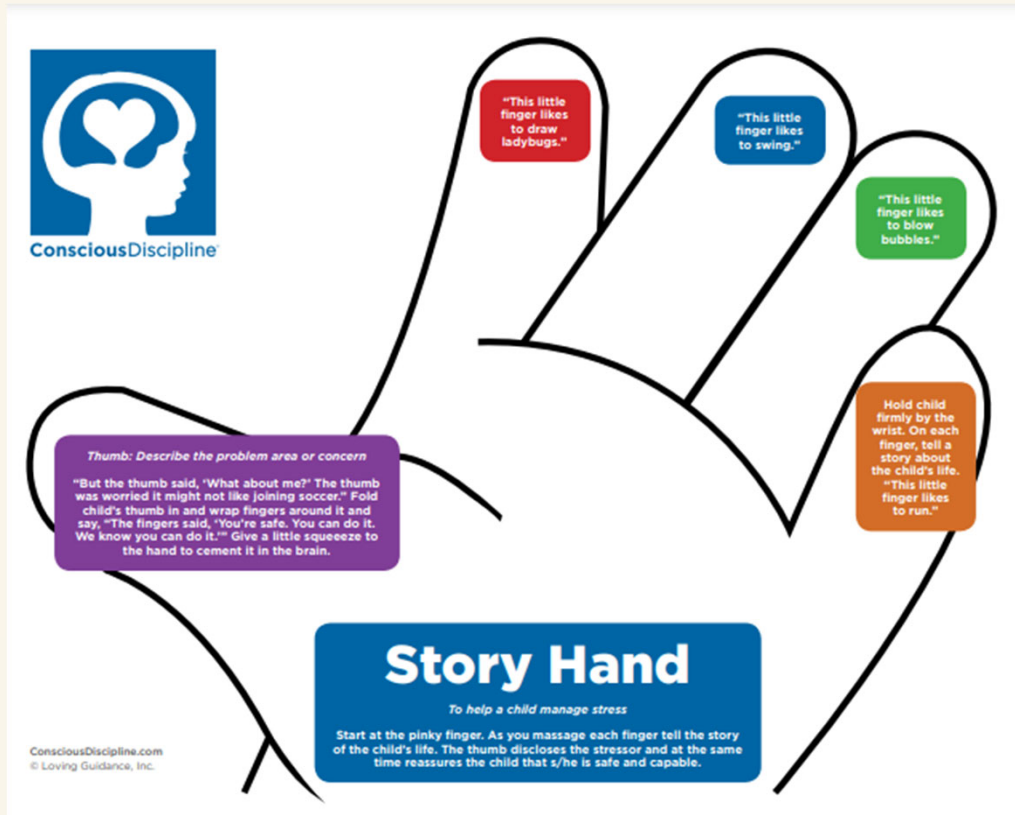 ConsciousDiscipline®
"This little
finger likes
to draw
ladybugs."
"This little
finger likes
to swing."
"This little
finger likes
to blow
bubbles."
Hold child
firmly by the
wrist. On each
finger, tell a
story about
the child's life.
"This little
finger likes
to run."
Thumb: Describe the problem area or concern
"But the thumb said, 'What about me?' The thumb
was worried it might not like joining soccer." Fold
child's thumb in and wrap fingers around it and
say, "The fingers said, 'You're safe. You can do it.
We know you can do it.'" Give a little squeeeze to
the hand to cement it in the brain.
Story Hand
To help a child manage stress
Start at the pinky finger. As you massage each finger tell the story
of the child's life. The thumb discloses the stressor and at the same
time reassures the child that s/he is safe and capable.
ConsciousDiscipline.com
© Loving Guidance, Inc.